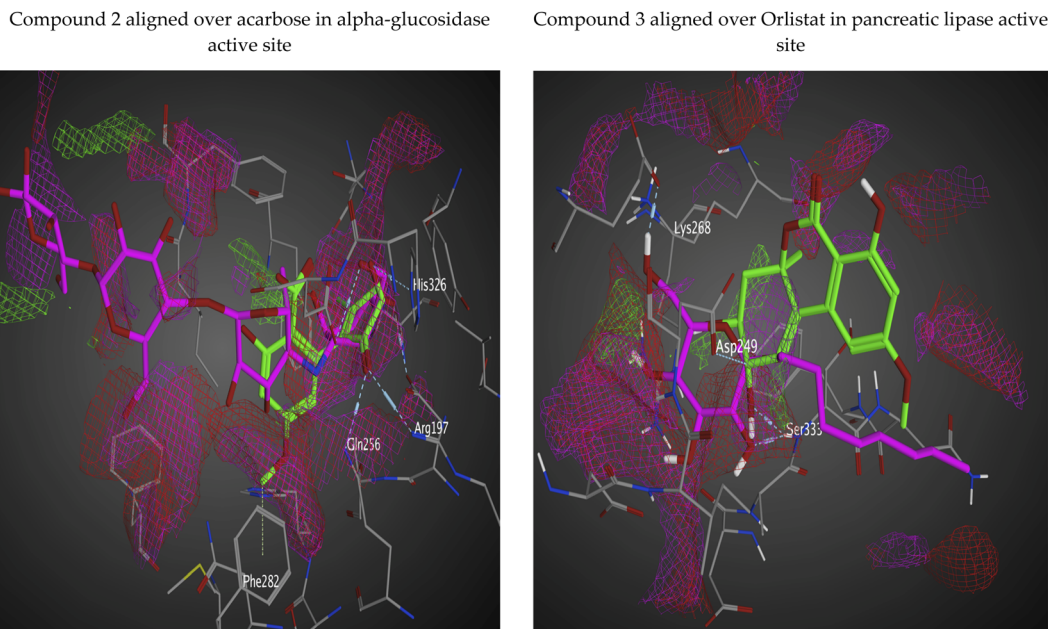 Compound 2 aligned over acarbose in alpha-glucosidase
active site
Compound 3 aligned over Orlistat in pancreatic lipase active
site
His326
Arg197
Gln256
Phe282
Lys268
Asp249
Ser333